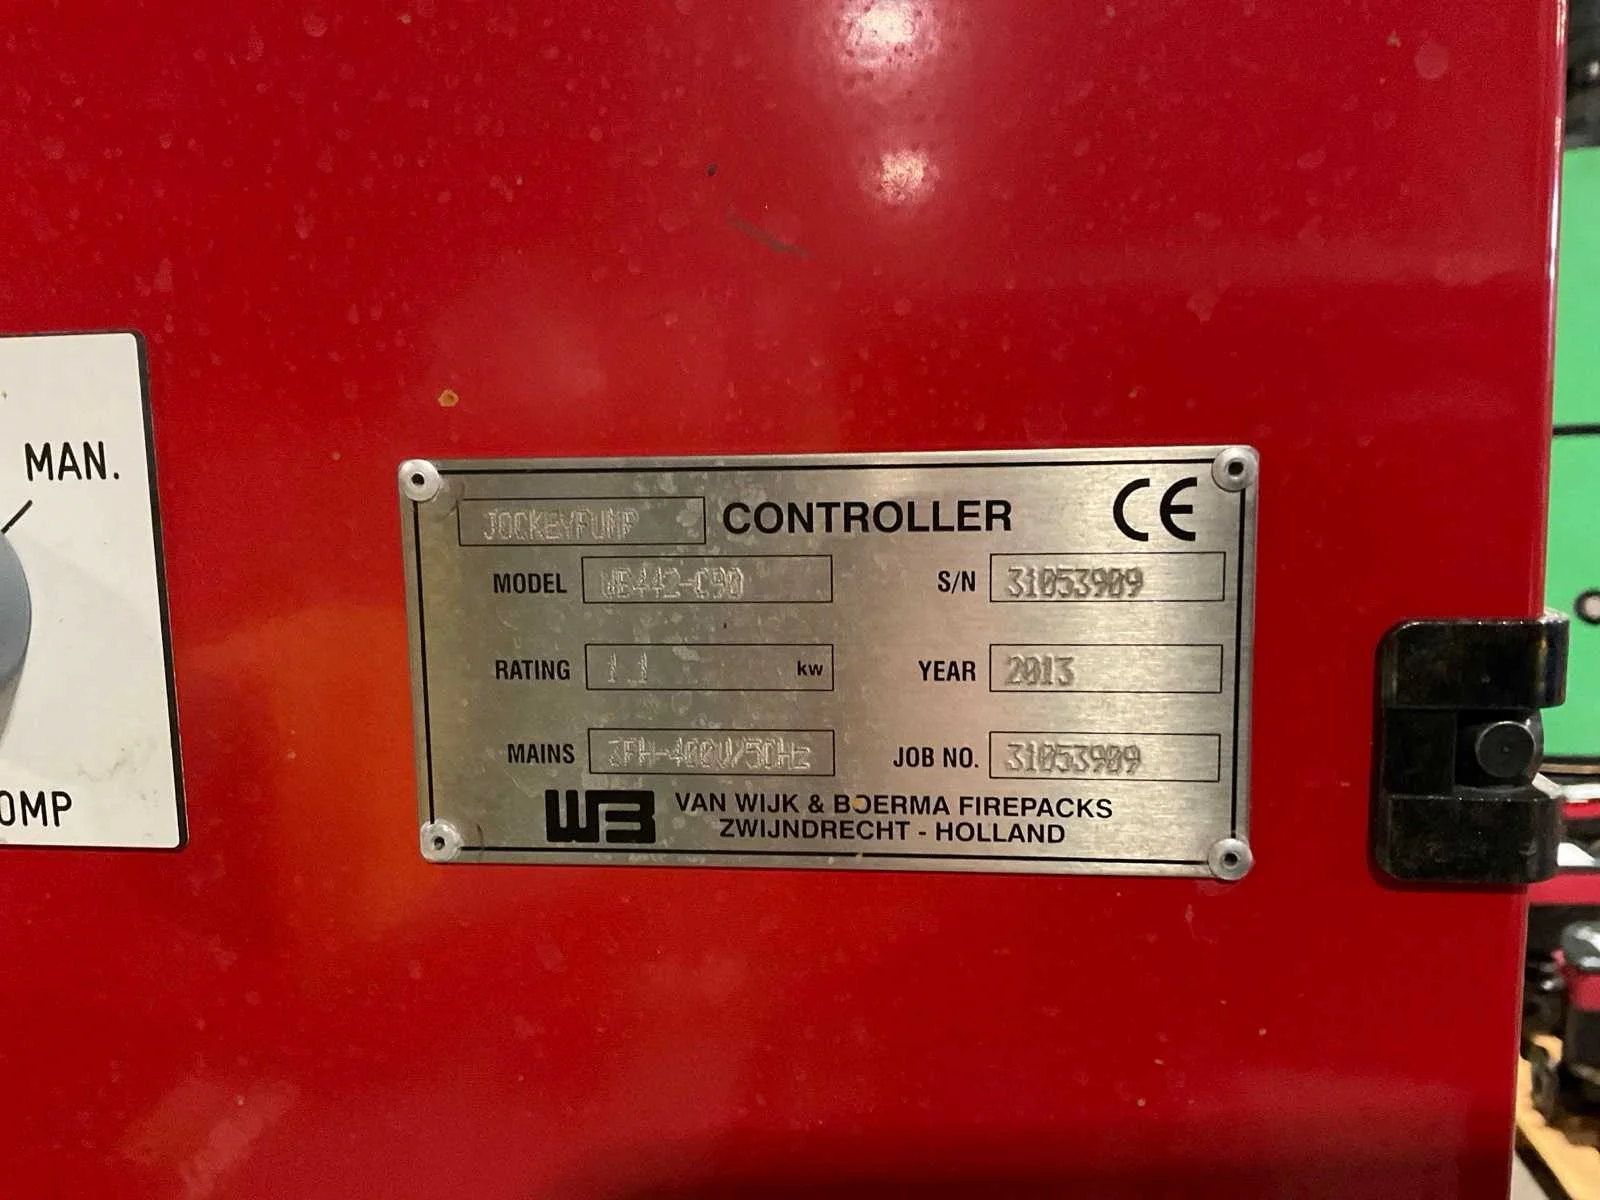 MAN.
OMP
JOCKEYPUMP CONTROLLER CE
MODEL WB442-C90 S/N 31053909
RATING 1.1 kw YEAR 2013
MAINS 3PH-400V/50Hz JOB NO. 31053909
WB VAN WIJK & BOERMA FIREPACKS
ZWIJNDRECHT - HOLLAND